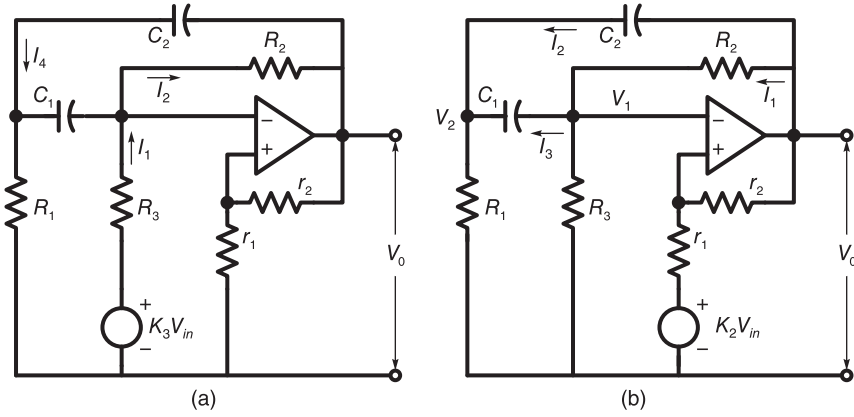 C2
R2
I4
I2
C1
I1
−
+
r2
R1
R3
r1
V0
+
K3Vin
−
(a)
C2
I2
R2
I1
C1
V1
V2
I3
−
+
r2
R1
R3
r1
V0
+
K2Vin
−
(b)